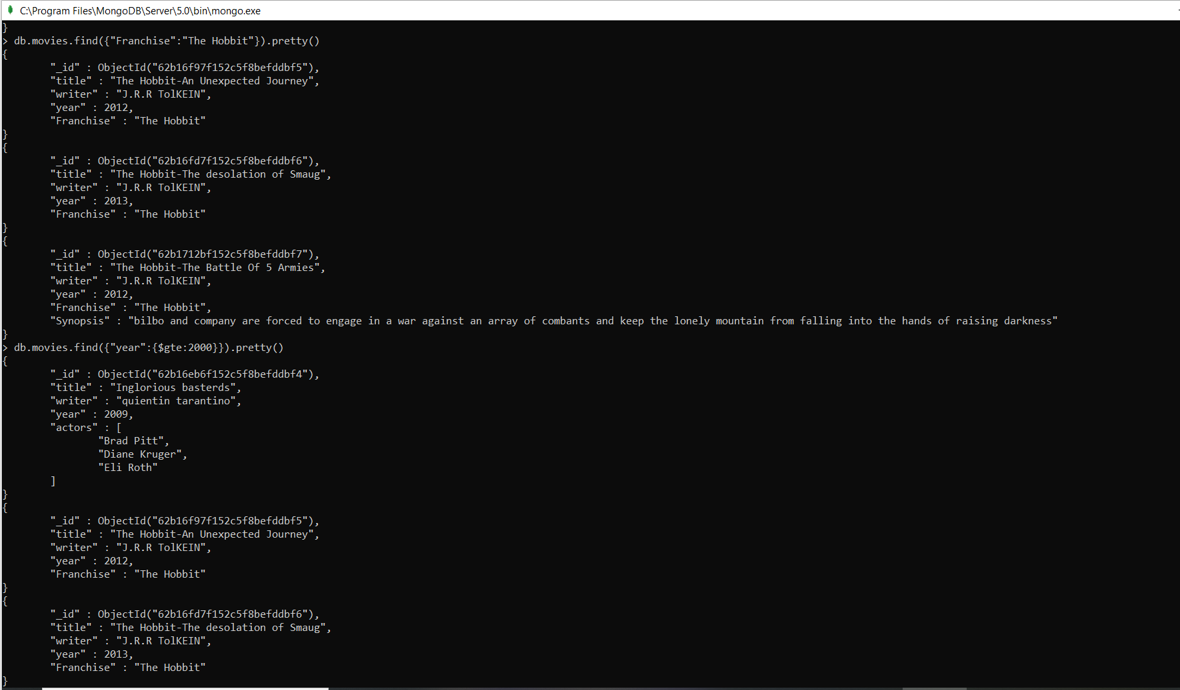 C:\Program Files\MongoDB\Server\5.0\bin\mongo.exe
}
> db.movies.find({"Franchise":"The Hobbit"}).pretty()
{
        "_id" : ObjectId("62b16f97f152c5f8befddbf5"),
        "title" : "The Hobbit-An Unexpected Journey",
        "writer" : "J.R.R TolKEIN",
        "year" : 2012,
        "Franchise" : "The Hobbit"
}
{
        "_id" : ObjectId("62b16fd7f152c5f8befddbf6"),
        "title" : "The Hobbit-The desolation of Smaug",
        "writer" : "J.R.R TolKEIN",
        "year" : 2013,
        "Franchise" : "The Hobbit"
}
{
        "_id" : ObjectId("62b1712bf152c5f8befddbf7"),
        "title" : "The Hobbit-The Battle Of 5 Armies",
        "writer" : "J.R.R TolKEIN",
        "year" : 2012,
        "Franchise" : "The Hobbit",
        "Synopsis" : "bilbo and company are forced to engage in a war against an array of combants and keep the lonely mountain from falling into the hands of raising darkness"
}
> db.movies.find({"year":{$gte:2000}}).pretty()
{
        "_id" : ObjectId("62b16eb6f152c5f8befddbf4"),
        "title" : "Inglorious basterds",
        "writer" : "quientin tarantino",
        "year" : 2009,
        "actors" : [
                "Brad Pitt",
                "Diane Kruger",
                "Eli Roth"
        ]
}
{
        "_id" : ObjectId("62b16f97f152c5f8befddbf5"),
        "title" : "The Hobbit-An Unexpected Journey",
        "writer" : "J.R.R TolKEIN",
        "year" : 2012,
        "Franchise" : "The Hobbit"
}
{
        "_id" : ObjectId("62b16fd7f152c5f8befddbf6"),
        "title" : "The Hobbit-The desolation of Smaug",
        "writer" : "J.R.R TolKEIN",
        "year" : 2013,
        "Franchise" : "The Hobbit"
}